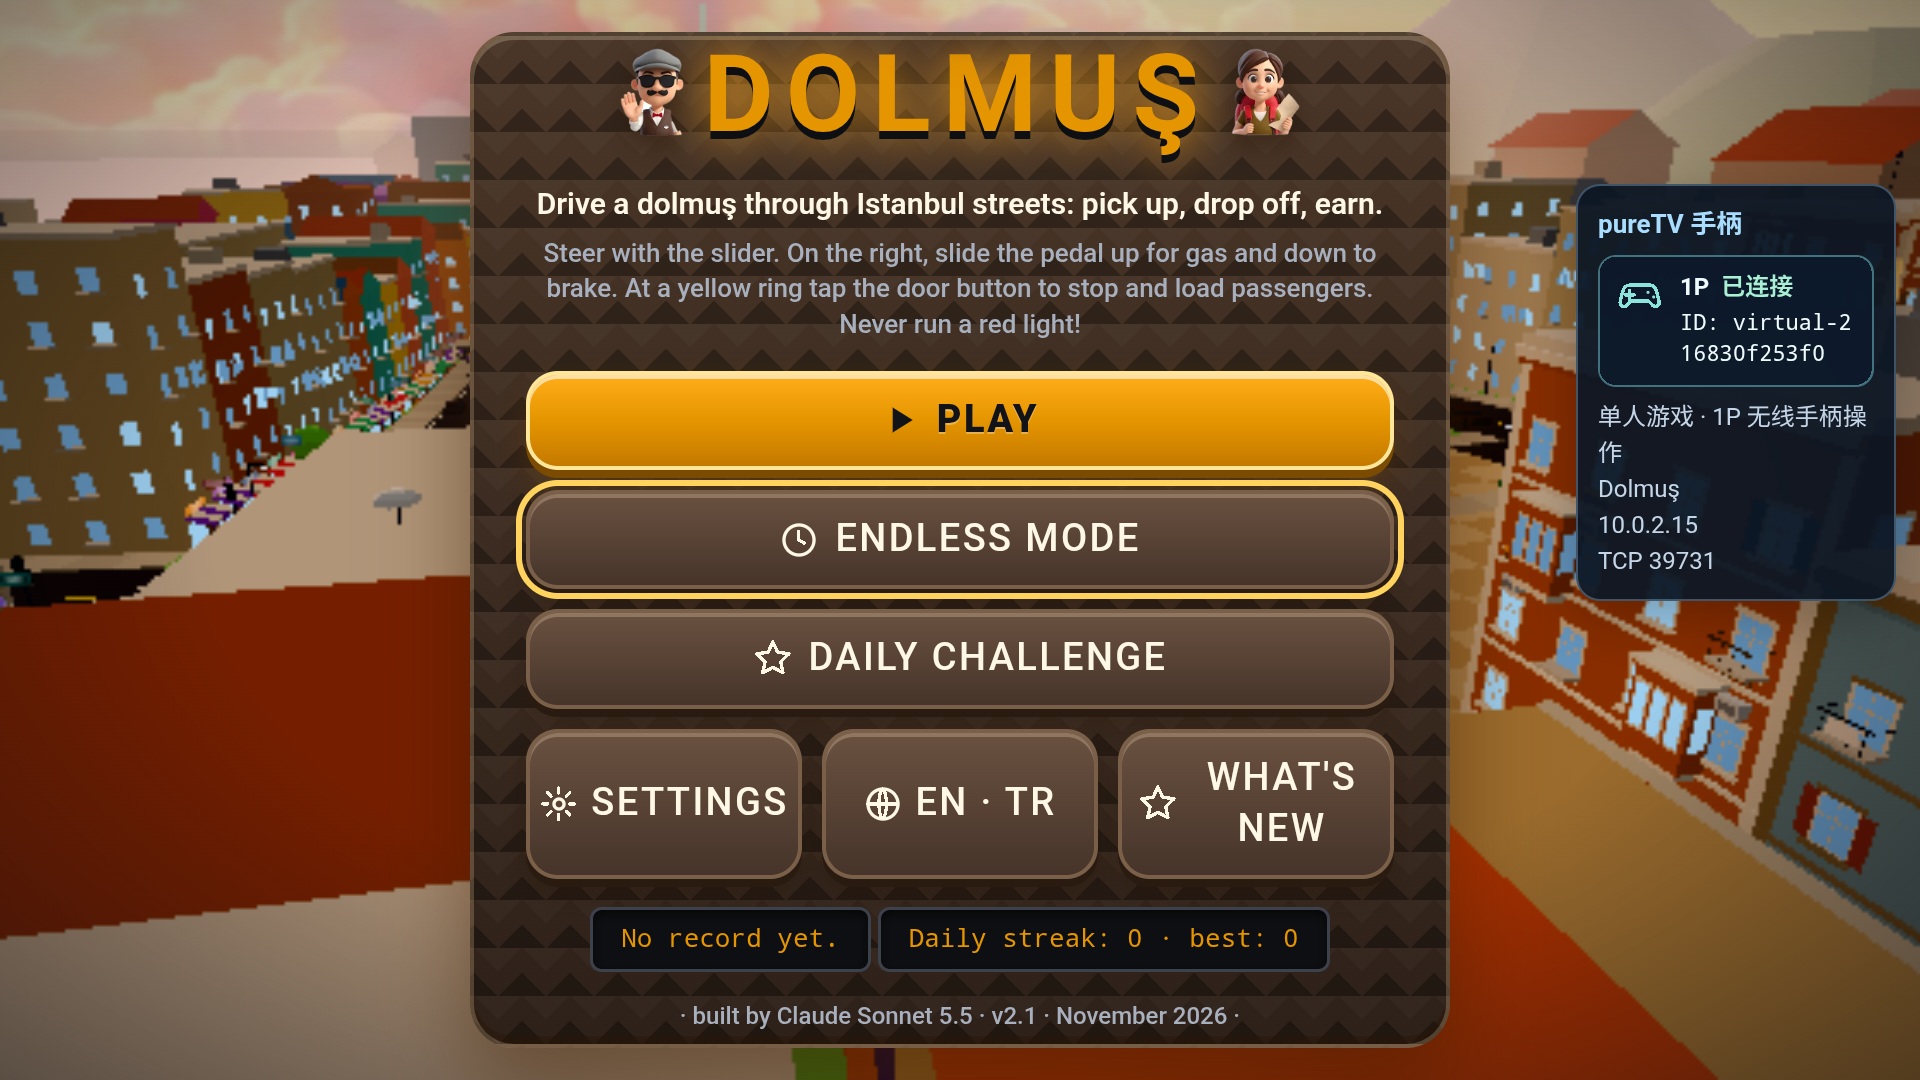 DOLMUŞ
Drive a dolmuş through Istanbul streets: pick up, drop off, earn.
Steer with the slider. On the right, slide the pedal up for gas and down to
brake. At a yellow ring tap the door button to stop and load passengers.
Never run a red light!
PLAY
ENDLESS MODE
DAILY CHALLENGE
SETTINGS
EN · TR
WHAT'S
NEW
No record yet.
Daily streak: 0 · best: 0
· built by Claude Sonnet 5.5 · v2.1 · November 2026 ·
pureTV 手柄
1P 已连接
ID: virtual-2
16830f253f0
单人游戏 · 1P 无线手柄操
作
Dolmuş
10.0.2.15
TCP 39731